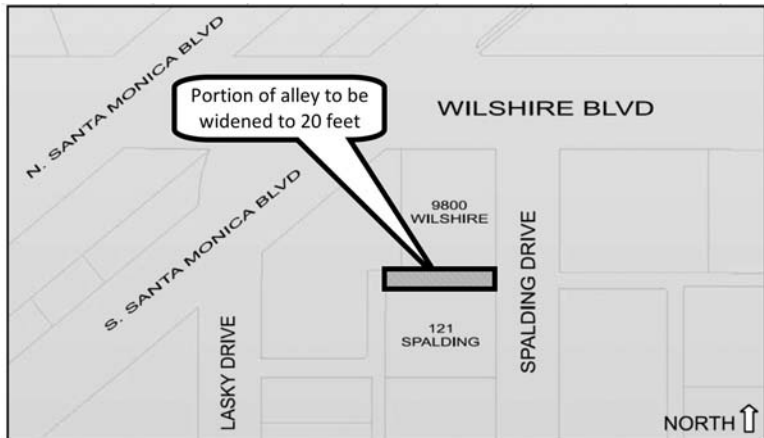 N. SANTA MONICA BLVD
Portion of alley to be
widened to 20 feet
WILSHIRE BLVD
S. SANTA MONICA BLVD
9800
WILSHIRE
SPALDING DRIVE
121
SPALDING
LASKY DRIVE
NORTH